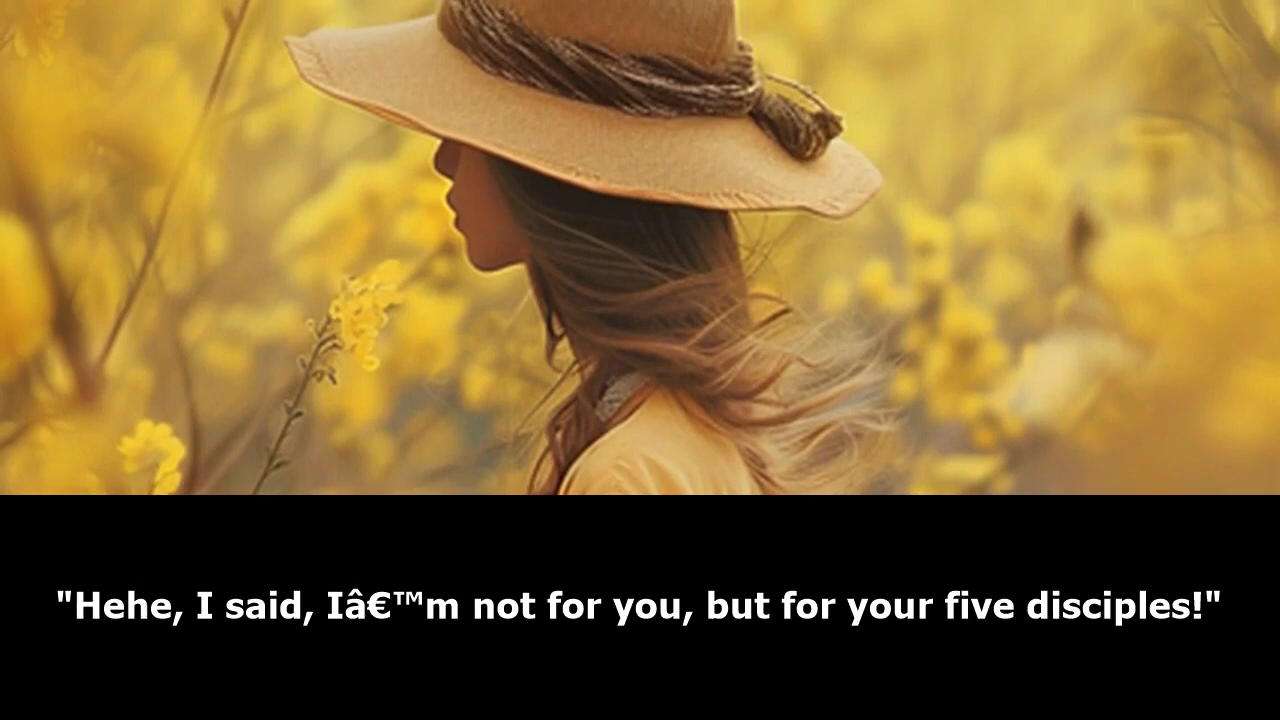 "Hehe, I said, Iâ€™m not for you, but for your five disciples!"